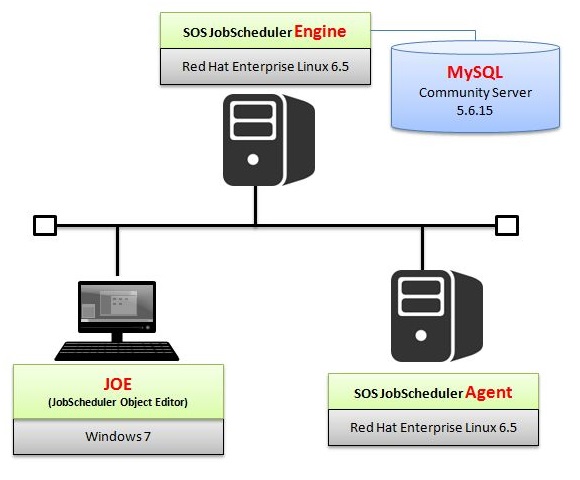 SOS JobScheduler Engine
Red Hat Enterprise Linux 6.5
MySQL
Community Server
5.6.15
JOE
(JobScheduler Object Editor)
Windows 7
SOS JobScheduler Agent
Red Hat Enterprise Linux 6.5